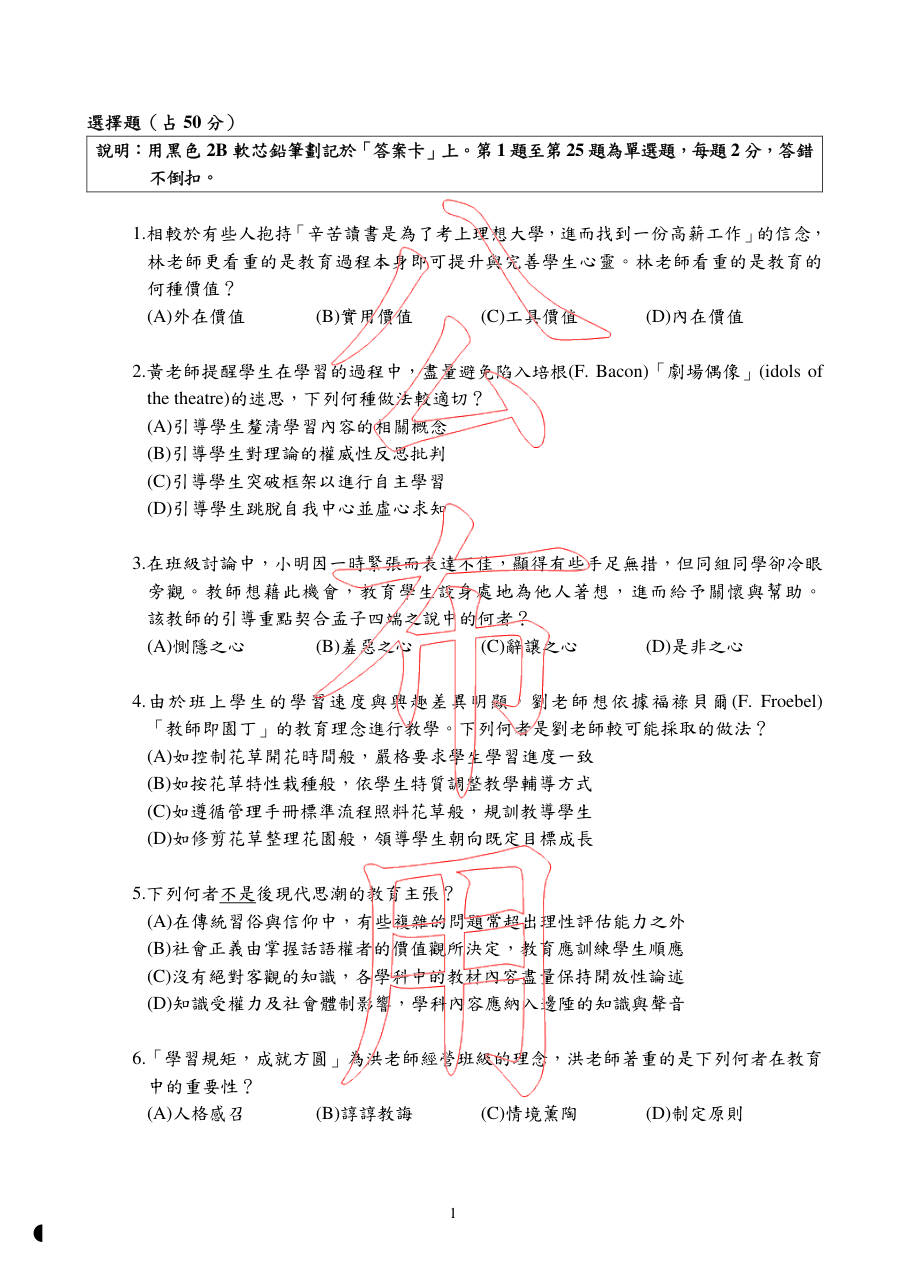 選擇題（占 50 分）
說明：用黑色 2B 軟芯鉛筆劃記於「答案卡」上。第 1 題至第 25 題為單選題，每題 2 分，答錯
不倒扣。
1.相較於有些人抱持「辛苦讀書是為了考上理想大學，進而找到一份高薪工作」的信念，
林老師更看重的是教育過程本身即可提升與完善學生心靈。林老師看重的是教育的
何種價值？
(A)外在價值 (B)實用價值 (C)工具價值 (D)內在價值
2.黃老師提醒學生在學習的過程中，盡量避免陷入培根(F. Bacon)「劇場偶像」(idols of
the theatre)的迷思，下列何種做法較適切？
(A)引導學生釐清學習內容的相關概念
(B)引導學生對理論的權威性反思批判
(C)引導學生突破框架以進行自主學習
(D)引導學生跳脫自我中心並虛心求知
3.在班級討論中，小明因一時緊張而表達不佳，顯得有些手足無措，但同組同學卻冷眼
旁觀。教師想藉此機會，教育學生設身處地為他人著想，進而給予關懷與幫助。
該教師的引導重點契合孟子四端之說中的何者？
(A)惻隱之心 (B)羞惡之心 (C)辭讓之心 (D)是非之心
4.由於班上學生的學習速度與興趣差異明顯，劉老師想依據福祿貝爾(F. Froebel)
「教師即園丁」的教育理念進行教學。下列何者是劉老師較可能採取的做法？
(A)如控制花草開花時間般，嚴格要求學生學習進度一致
(B)如按花草特性栽種般，依學生特質調整教學輔導方式
(C)如遵循管理手冊標準流程照料花草般，規訓教導學生
(D)如修剪花草整理花園般，領導學生朝向既定目標成長
5.下列何者不是後現代思潮的教育主張？
(A)在傳統習俗與信仰中，有些複雜的問題常超出理性評估能力之外
(B)社會正義由掌握話語權者的價值觀所決定，教育應訓練學生順應
(C)沒有絕對客觀的知識，各學科中的教材內容盡量保持開放性論述
(D)知識受權力及社會體制影響，學科內容應納入邊陲的知識與聲音
6.「學習規矩，成就方圓」為洪老師經營班級的理念，洪老師著重的是下列何者在教育
中的重要性？
(A)人格感召 (B)諄諄教誨 (C)情境薰陶 (D)制定原則
公布用
1